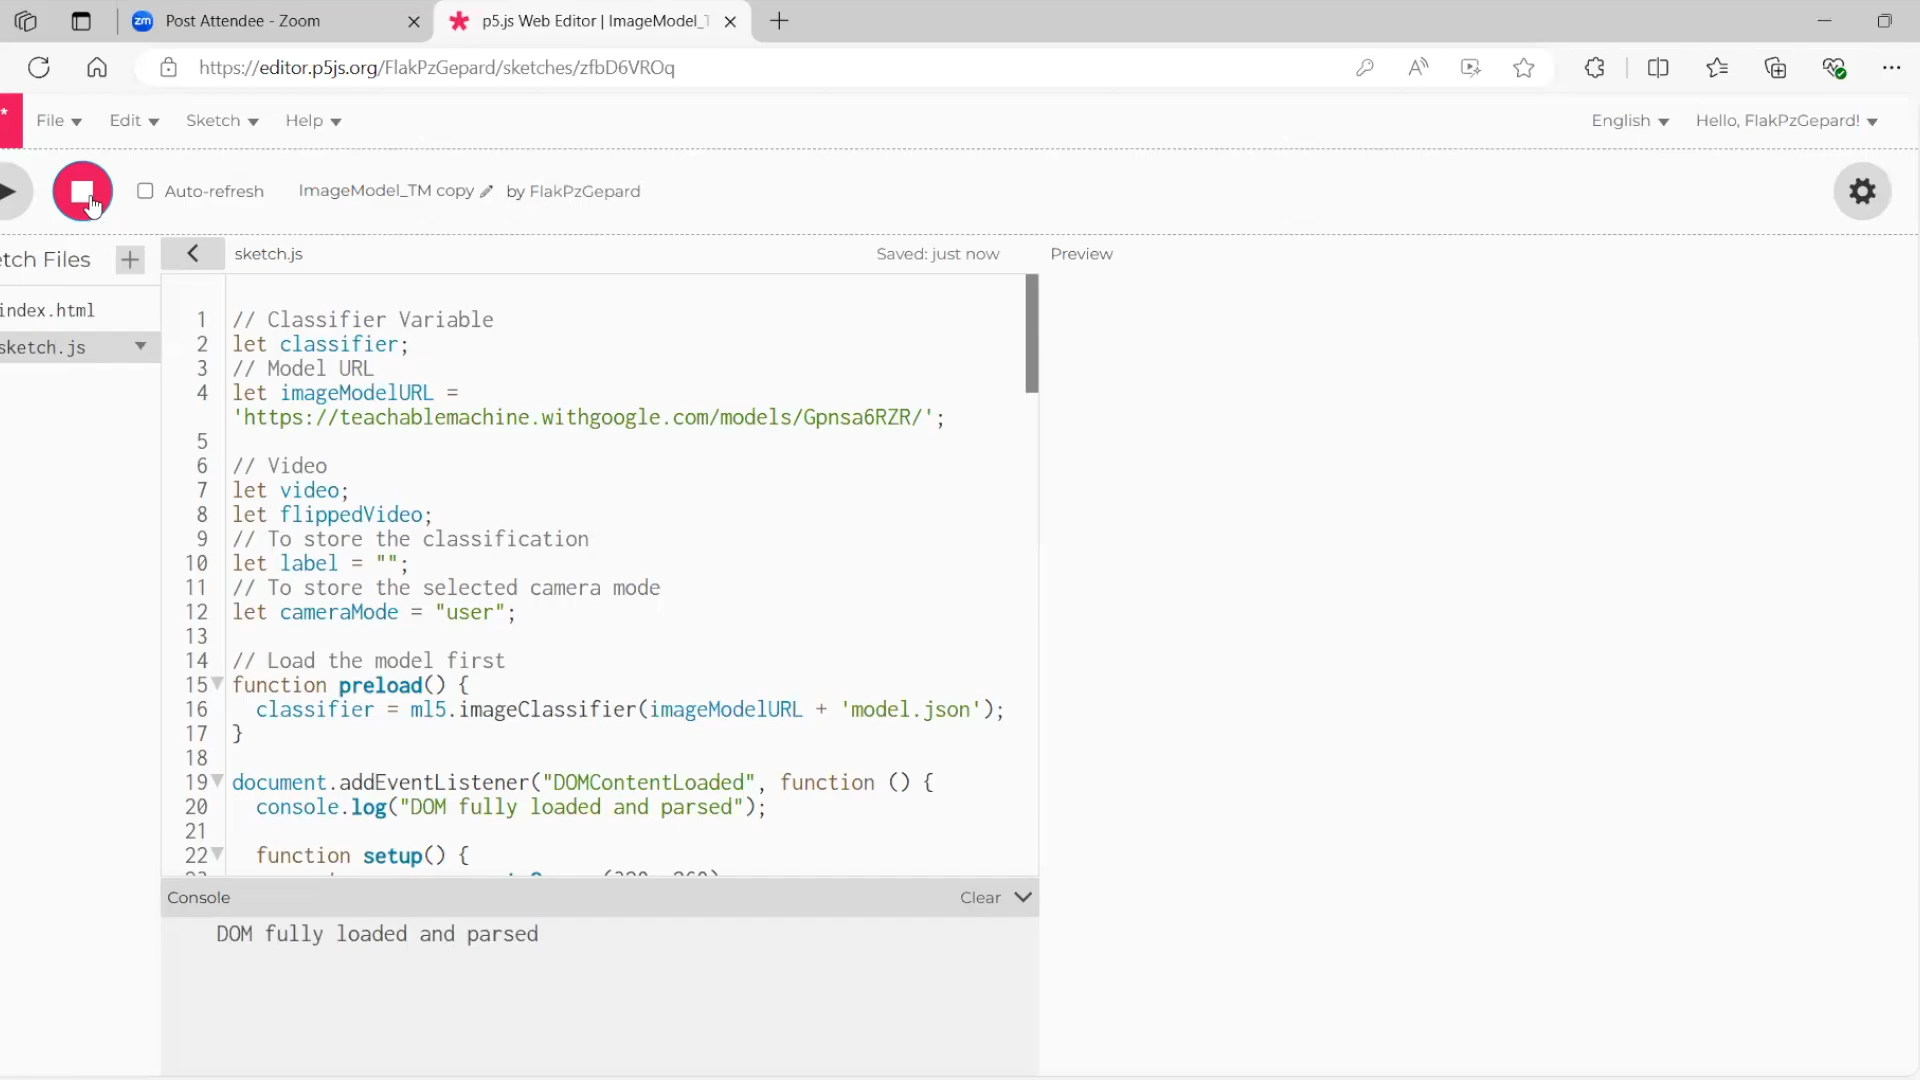 Post Attendee - Zoom
p5.js Web Editor | ImageModel_T
https://editor.p5js.org/FlakPzGepard/sketches/zfbD6VROq
File Edit Sketch Help English Hello, FlakPzGepard!
Auto-refresh ImageModel_TM copy by FlakPzGepard
etch Files
sketch.js Saved: just now Preview
index.html
sketch.js
1 // Classifier Variable
2 let classifier;
3 // Model URL
4 let imageModelURL =
'https://teachablemachine.withgoogle.com/models/Gpnsa6RZR/';
5
6 // Video
7 let video;
8 let flippedVideo;
9 // To store the classification
10 let label = "";
11 // To store the selected camera mode
12 let cameraMode = "user";
13
14 // Load the model first
15 function preload() {
16 classifier = ml5.imageClassifier(imageModelURL + 'model.json');
17 }
18
19 document.addEventListener("DOMContentLoaded", function () {
20 console.log("DOM fully loaded and parsed");
21
22 function setup() {
Console Clear
DOM fully loaded and parsed